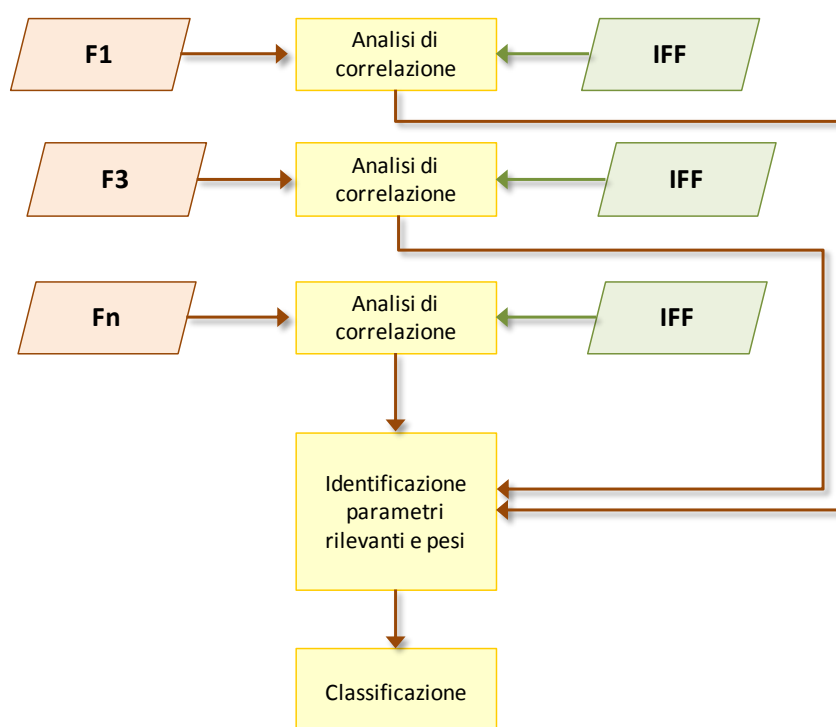 F1
Analisi di
correlazione
IFF
F3
Analisi di
correlazione
IFF
Fn
Analisi di
correlazione
IFF
Identificazione
parametri
rilevanti e pesi
Classificazione